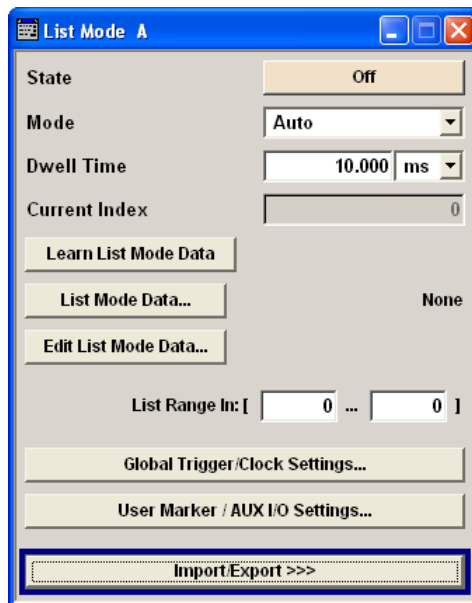 List Mode A
State Off
Mode Auto
Dwell Time 10.000 ms
Current Index 0
Learn List Mode Data
List Mode Data... None
Edit List Mode Data...
List Range In: [ 0 ... 0 ]
Global Trigger/Clock Settings...
User Marker / AUX I/O Settings...
Import/Export >>>